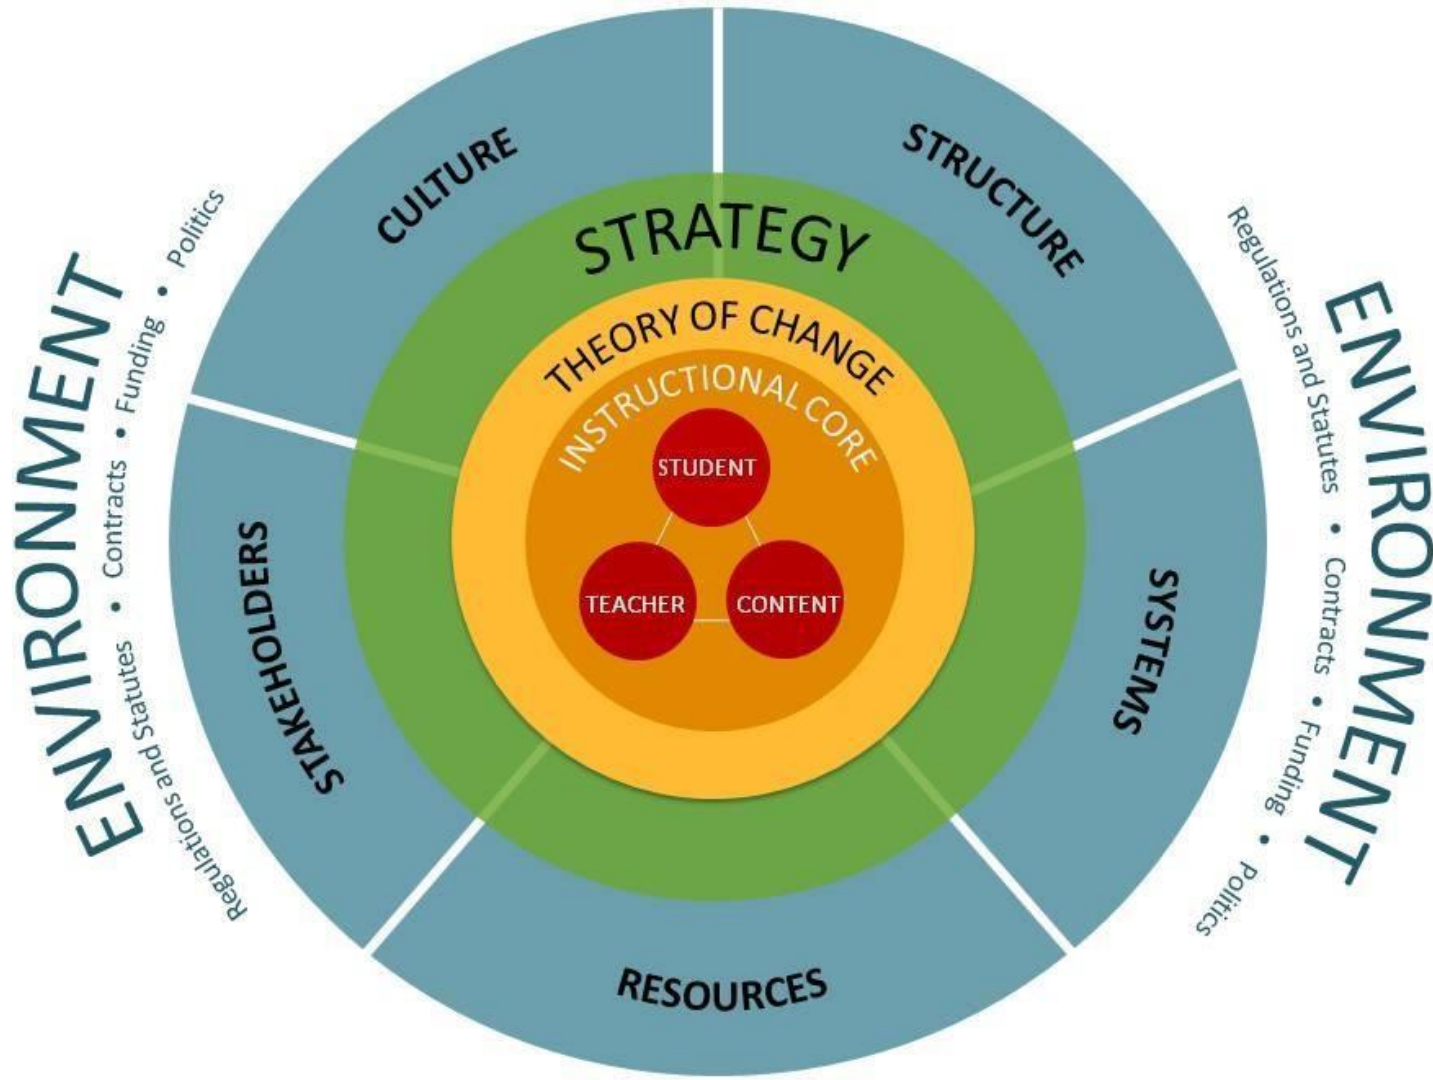 CULTURE
STRUCTURE
STRATEGY
THEORY OF CHANGE
INSTRUCTIONAL CORE
STUDENT
TEACHER
CONTENT
STAKEHOLDERS
SYSTEMS
RESOURCES
ENVIRONMENT
Regulations and Statutes • Contracts • Funding • Politics
ENVIRONMENT
Regulations and Statutes • Contracts • Funding • Politics